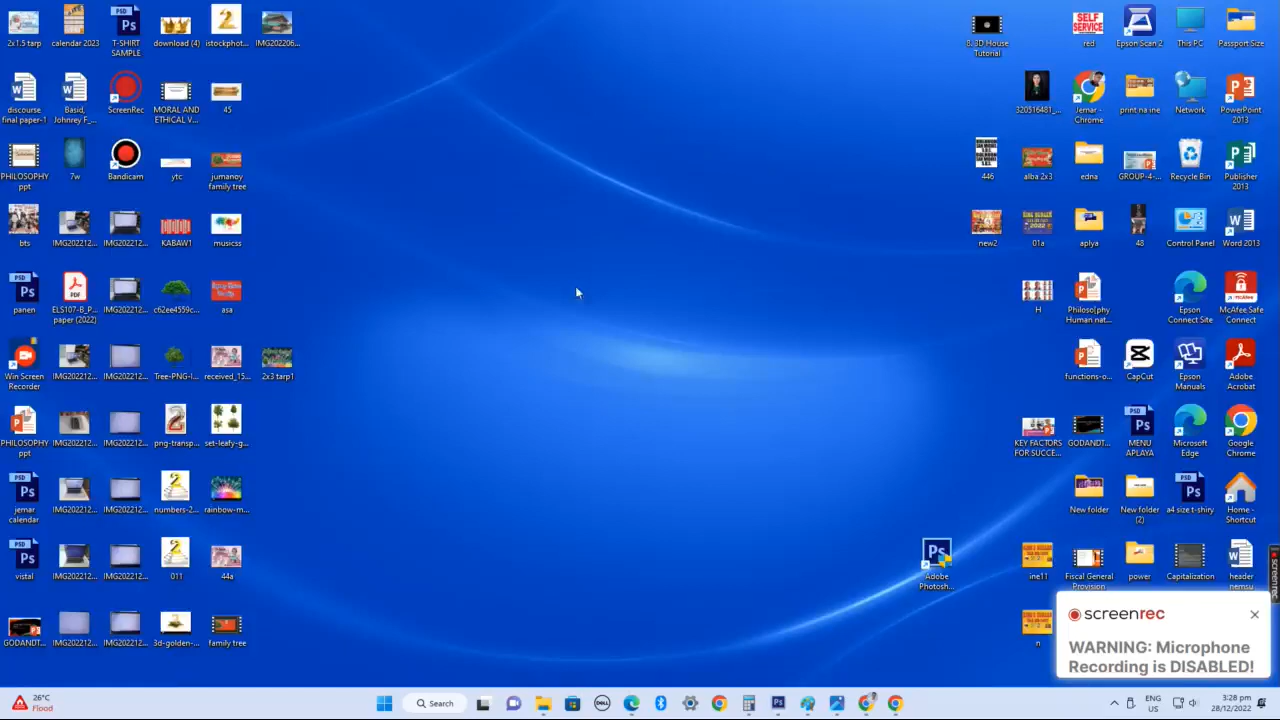 2x1.5 tarp
calendar 2023
T-SHIRT
SAMPLE
download (4)
istockphot...
IMG202206...
8. 3D House
Tutorial
SELF
SERVICE
red
Epson Scan 2
This PC
Passport Size
discourse
final paper-1
Basid,
Johnrey F_...
ScreenRec
MORAL AND
ETHICAL V...
45
320516481_...
Jemar -
Chrome
print na ine
Network
PowerPoint
2013
PHILOSOPHY
ppt
7w
Bandicam
ytc
jumanoy
family tree
446
alba 2x3
edna
GROUP-4-...
Recycle Bin
Publisher
2013
bts
IMG202212...
IMG202212...
KABAW1
musicss
new2
01a
aplya
48
Control Panel
Word 2013
panen
ELS107-B_P...
paper (2022)
IMG202212...
c62ee4559c...
asa
H
Philoso[phy
Human nat...
Epson
Connect Site
McAfee Safe
Connect
Win Screen
Recorder
IMG202212...
IMG202212...
Tree-PNG-I...
received_15...
2x3 tarp1
functions-o...
CapCut
Epson
Manuals
Adobe
Acrobat
PHILOSOPHY
ppt
IMG202212...
IMG202212...
png-transp...
set-leafy-g...
KEY FACTORS
FOR SUCCE...
GODANDT...
MENU
APLAYA
Microsoft
Edge
Google
Chrome
jemar
calendar
IMG202212...
IMG202212...
numbers-2...
rainbow-m...
New folder
New folder
(2)
a4 size t-shiry
Home -
Shortcut
vistal
IMG202212...
IMG202212...
011
44a
Adobe
Photosh...
ine11
Fiscal General
Provision
power
Capitalization
header
nemsu
screenrec
GODANDT...
IMG202212...
IMG202212...
3d-golden-...
family tree
n
screenrec
WARNING: Microphone
Recording is DISABLED!
26°C
Flood
Search
DELL
ENG
US
3:28 pm
28/12/2022